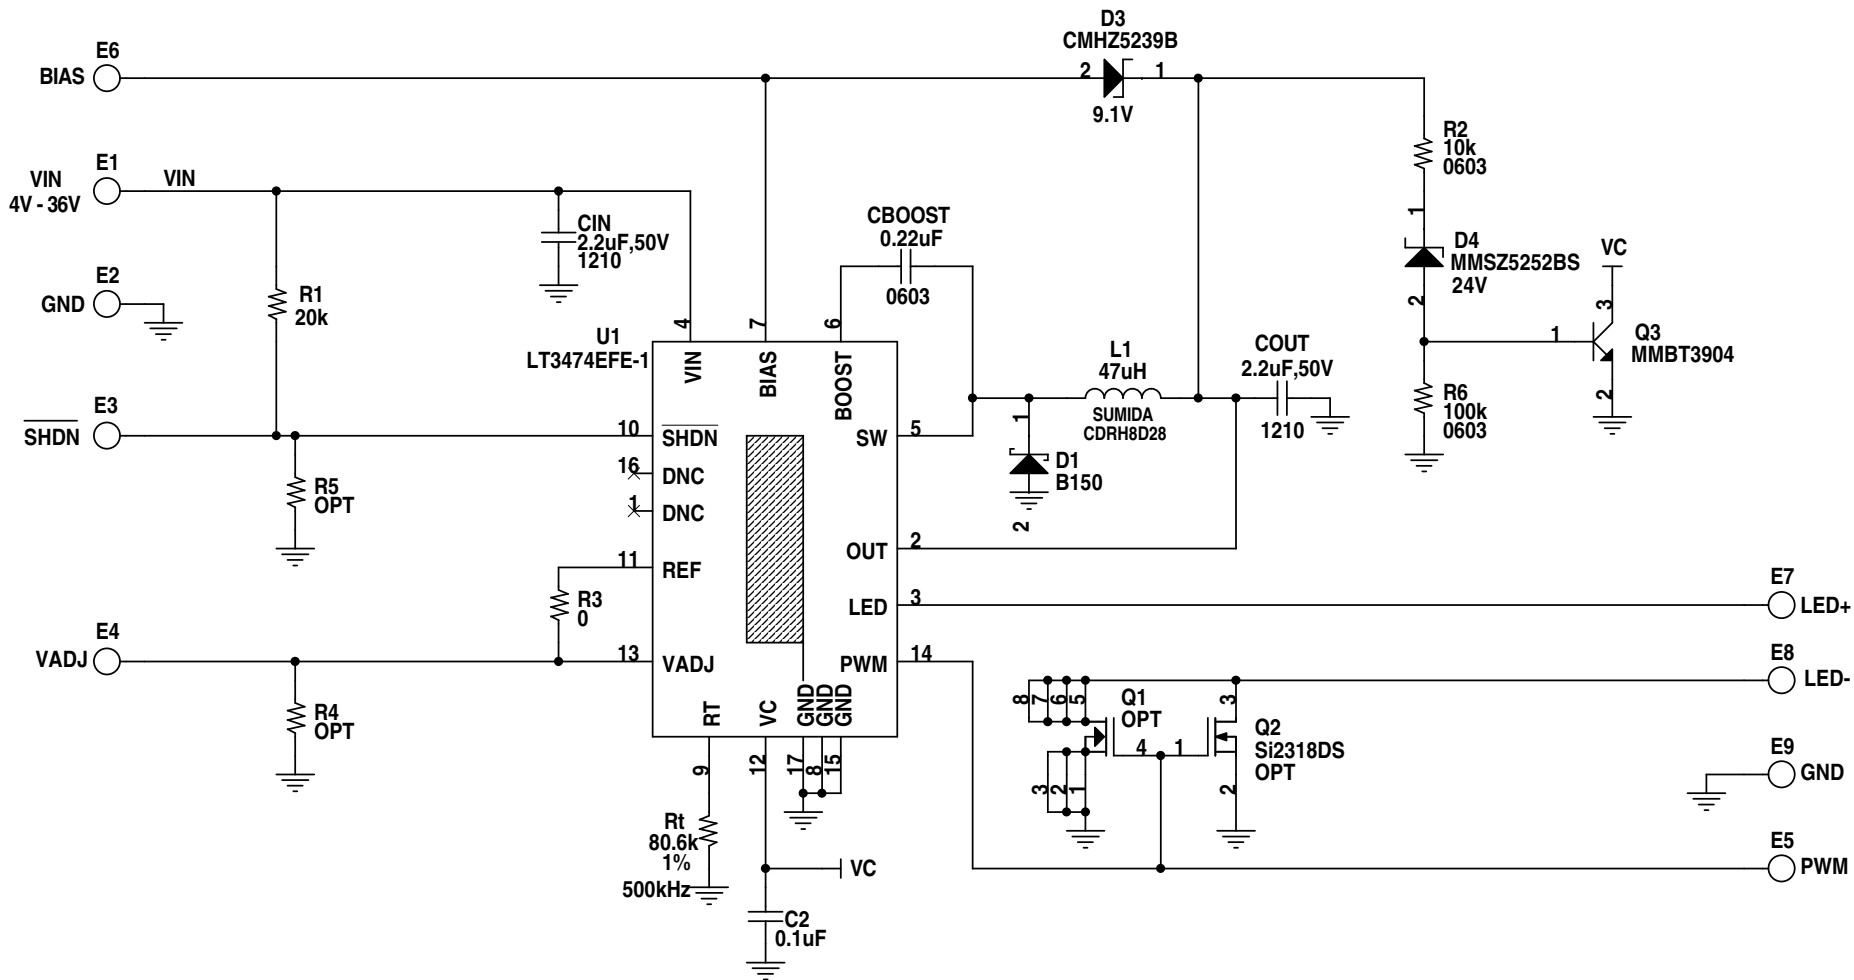 D3
CMHZ5239B
2
1
9.1V
E6
BIAS
E1
VIN
4V - 36V
VIN
R2
10k
0603
1
D4
MMSZ5252BS
24V
2
VC
3
1
Q3
MMBT3904
2
R6
100k
0603
CIN
2.2uF,50V
1210
CBOOST
0.22uF
0603
E2
GND
R1
20k
U1
LT3474EFE-1
4
7
6
VIN
BIAS
BOOST
L1
47uH
SUMIDA
CDRH8D28
COUT
2.2uF,50V
1210
1
D1
B150
2
E3
SHDN
10
SHDN
SW
5
16
DNC
1
DNC
R5
OPT
OUT
2
11
REF
R3
0
LED
3
E7
LED+
E4
VADJ
13
VADJ
PWM
14
E8
LED-
R4
OPT
RT
VC
GND
GND
GND
9
12
17
8
15
8
7
6
5
Q1
OPT
4
3
2
1
3
1
Q2
Si2318DS
OPT
2
E9
GND
Rt
80.6k
1%
500kHz
VC
C2
0.1uF
E5
PWM